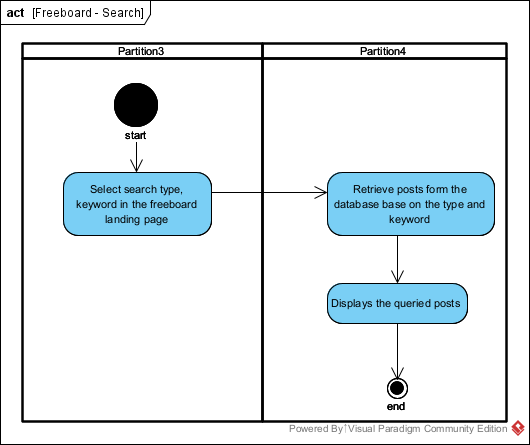 act [Freeboard - Search]
Partition3
Partition4
start
Select search type,
keyword in the freeboard
landing page
Retrieve posts form the
database base on the type and
keyword
Displays the queried posts
end
Powered By Visual Paradigm Community Edition